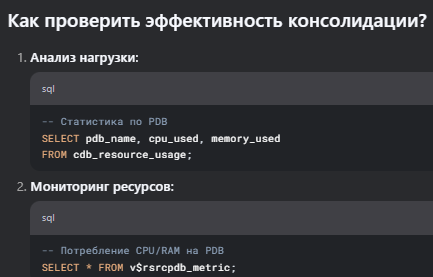 Как проверить эффективность консолидации?
1. Анализ нагрузки:
sql
-- Статистика по PDB
SELECT pdb_name, cpu_used, memory_used
FROM cdb_resource_usage;
2. Мониторинг ресурсов:
sql
-- Потребление CPU/RAM на PDB
SELECT * FROM v$rsrcpdb_metric;